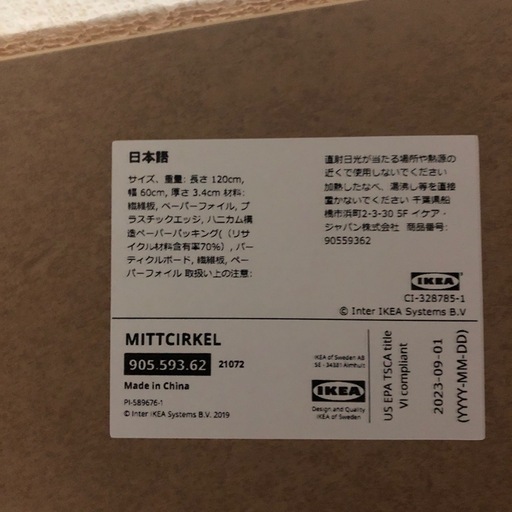 日本語
サイズ、重量: 長さ 120cm,
幅 60cm, 厚さ 3.4cm 材料:
繊維板, ペーパーフィル, プ
ラスチックエッジ, ハニカム構
造ペーパーパッキング(（リサ
イクル材料含有率70%）, パー
ティクルボード, 繊維板, ペー
パーフォイル 取扱い上の注意:
直射日光が当たる場所や熱源の
近くで使用しないでください
加熱したなべ、湯沸し等を直接
置かないでください 千葉県船
橋市浜町2-3-30 5F イケア・
ジャパン株式会社 商品番号:
90559362
IKEA
CI-328785-1
© Inter IKEA Systems B.V
MITTCIRKEL
905.593.62 21072
Made in China
PI-589676-1
© Inter IKEA Systems B.V. 2019
IKEA of Sweden AB
SE - 34381 Älmhult
IKEA
Design and Quality
IKEA of Sweden
US EPA TSCA title
VI compliant
2023-09-01
(YYYY-MM-DD)